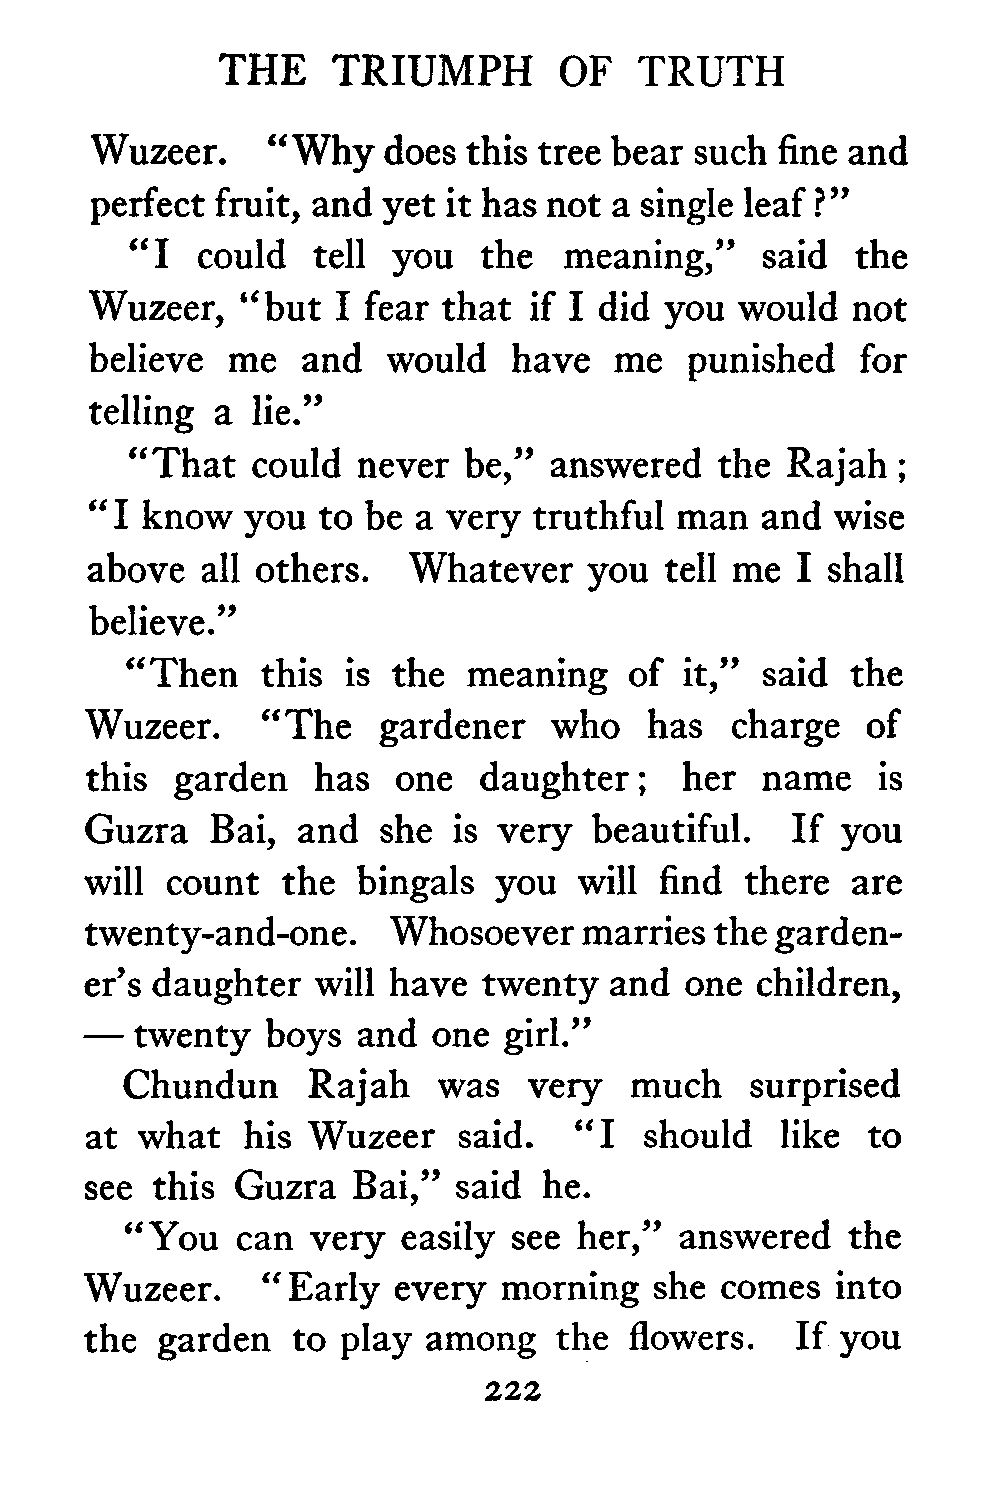 THE TRIUMPH OF TRUTH
Wuzeer. “Why does this tree bear such fine and
perfect fruit, and yet it has not a single leaf?”
“I could tell you the meaning,” said the
Wuzeer, “but I fear that if I did you would not
believe me and would have me punished for
telling a lie.”
“That could never be,” answered the Rajah;
“I know you to be a very truthful man and wise
above all others. Whatever you tell me I shall
believe.”
“Then this is the meaning of it,” said the
Wuzeer. “The gardener who has charge of
this garden has one daughter; her name is
Guzra Bai, and she is very beautiful. If you
will count the bingals you will find there are
twenty-and-one. Whosoever marries the garden-
er’s daughter will have twenty and one children,
— twenty boys and one girl.”
Chundun Rajah was very much surprised
at what his Wuzeer said. “I should like to
see this Guzra Bai,” said he.
“You can very easily see her,” answered the
Wuzeer. “Early every morning she comes into
the garden to play among the flowers. If you
222